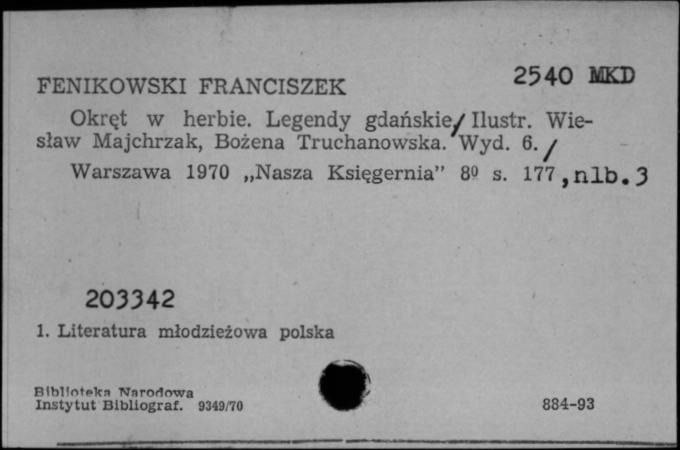 2540 MKD
FENIKOWSKI FRANCISZEK
Okręt w herbie. Legendy gdańskie/ Ilustr. Wie-
sław Majchrzak, Bożena Truchanowska. Wyd. 6./
Warszawa 1970 „Nasza Księgernia” 8º s. 177, nlb. 3
203342
1. Literatura młodzieżowa polska
Biblioteka Narodowa
Instytut Bibliograf. 9349/70
884-93